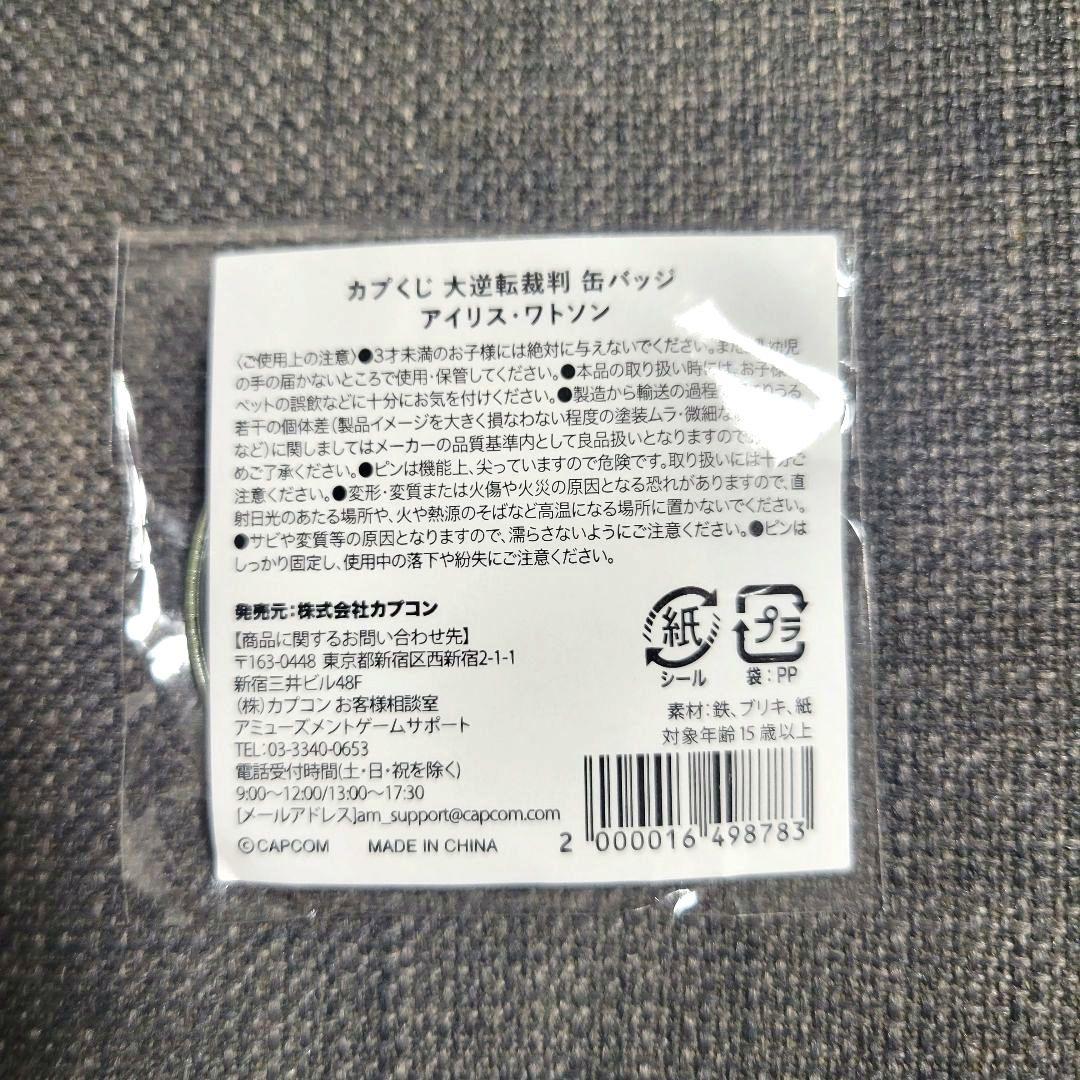 カプくじ 大逆転裁判 缶バッジ
アイリス・ワトソン
〈ご使用上の注意〉●3才未満のお子様には絶対に与えないでください。また、乳幼児
の手の届かないところで使用・保管してください。●本品の取り扱い時には、お子様
ペットの誤飲などに十分にお気を付けください。●製造から輸送の過程
若干の個体差(製品イメージを大きく損なわない程度の塗装ムラ・微細な
など)に関しましてはメーカーの品質基準内として良品扱いとなりますので
めご了承ください。●ピンは機能上、尖っていますので危険です。取り扱いには十分ご
注意ください。●変形・変質または火傷や火災の原因となる恐れがありますので、直
射日光のあたる場所や、火や熱源のそばなど高温になる場所に置かないでください。
●サビや変質等の原因となりますので、濡らさないようにご注意ください。●ピンは
しっかり固定し、使用中の落下や紛失にご注意ください。
発売元:株式会社カプコン
【商品に関するお問い合わせ先】
〒163-0448 東京都新宿区西新宿2-1-1
新宿三井ビル48F
(株)カプコン お客様相談室
アミューズメントゲームサポート
TEL:03-3340-0653
電話受付時間(土・日・祝を除く)
9:00〜12:00/13:00〜17:30
[メールアドレス]am_support@capcom.com
©CAPCOM MADE IN CHINA
紙
シール
プラ
袋:PP
素材:鉄、ブリキ、紙
対象年齢15歳以上
2 000016 498783